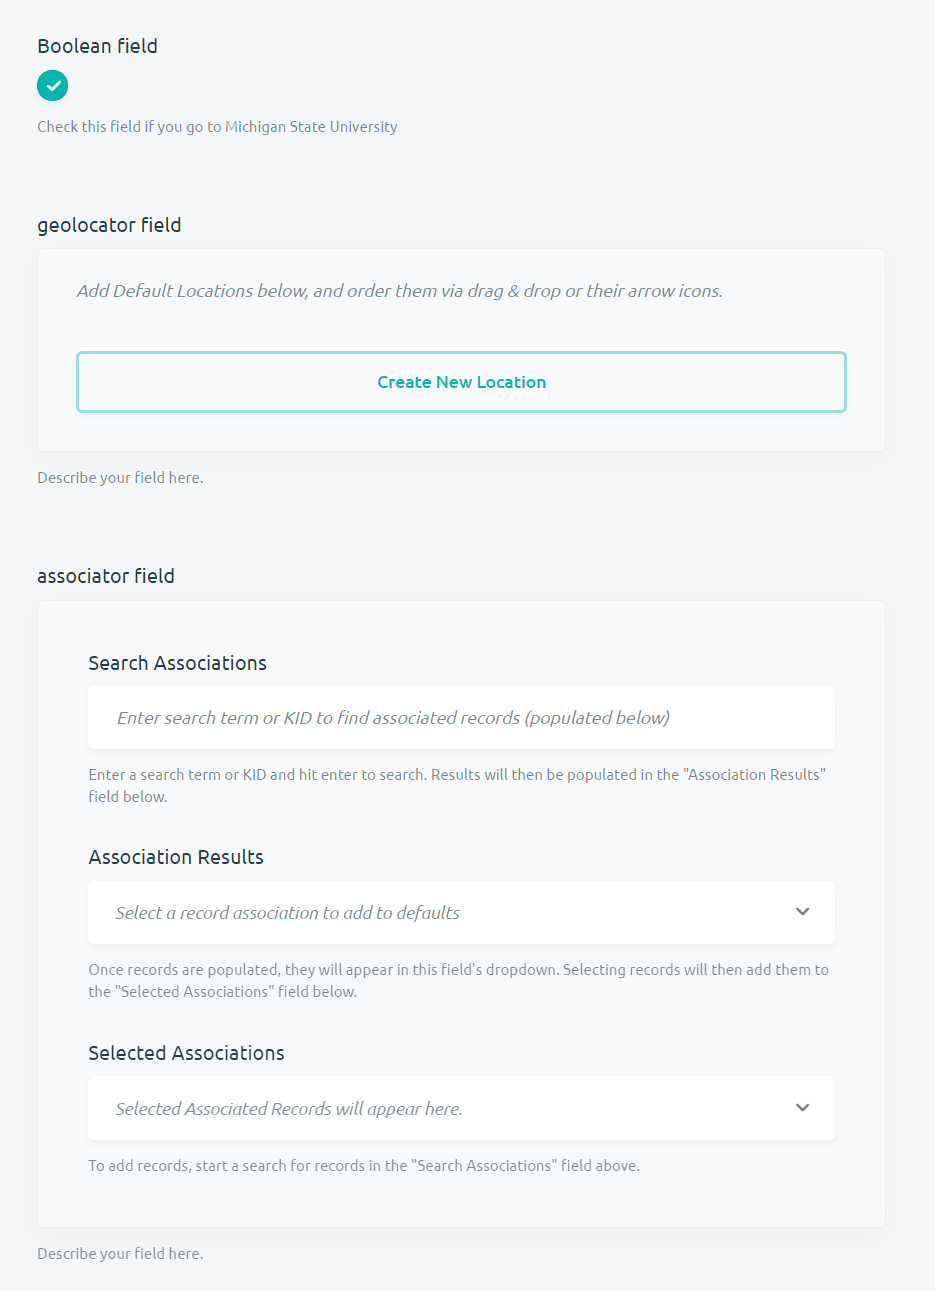 Boolean field
Check this field if you go to Michigan State University
geolocator field
Add Default Locations below, and order them via drag & drop or their arrow icons.
Create New Location
Describe your field here.
associator field
Search Associations
Enter search term or KID to find associated records (populated below)
Enter a search term or KID and hit enter to search. Results will then be populated in the "Association Results"
field below.
Association Results
Select a record association to add to defaults
Once records are populated, they will appear in this field's dropdown. Selecting records will then add them to
the "Selected Associations" field below.
Selected Associations
Selected Associated Records will appear here.
To add records, start a search for records in the "Search Associations" field above.
Describe your field here.